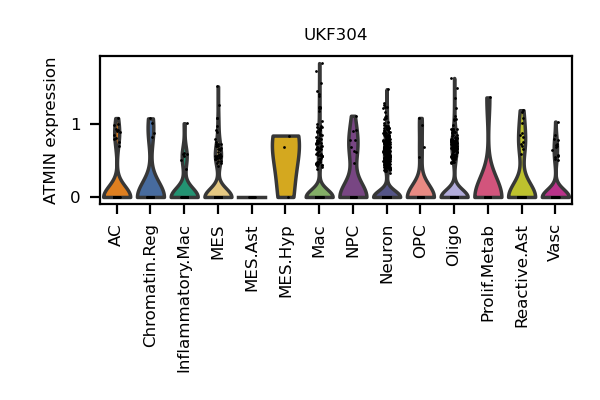 UKF304
ATMIN expression
1
0
AC
Chromatin.Reg
Inflammatory.Mac
MES
MES.Ast
MES.Hyp
Mac
NPC
Neuron
OPC
Oligo
Prolif.Metab
Reactive.Ast
Vasc